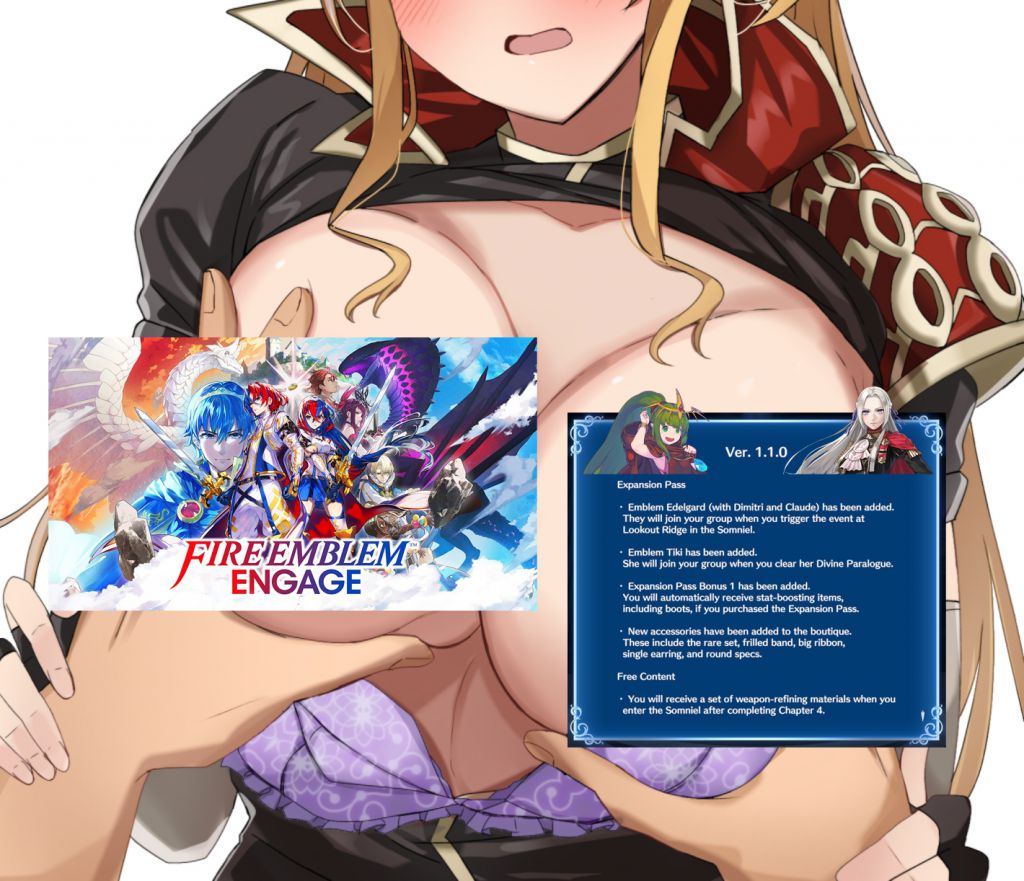 FIRE EMBLEM™
ENGAGE
Ver. 1.1.0
Expansion Pass
・ Emblem Edelgard (with Dimitri and Claude) has been added.
They will join your group when you trigger the event at
Lookout Ridge in the Somniel.
・ Emblem Tiki has been added.
She will join your group when you clear her Divine Paralogue.
・ Expansion Pass Bonus 1 has been added.
You will automatically receive stat-boosting items,
including boots, if you purchased the Expansion Pass.
・ New accessories have been added to the boutique.
These include the rare set, frilled band, big ribbon,
single earring, and round specs.
Free Content
・ You will receive a set of weapon-refining materials when you
enter the Somniel after completing Chapter 4.